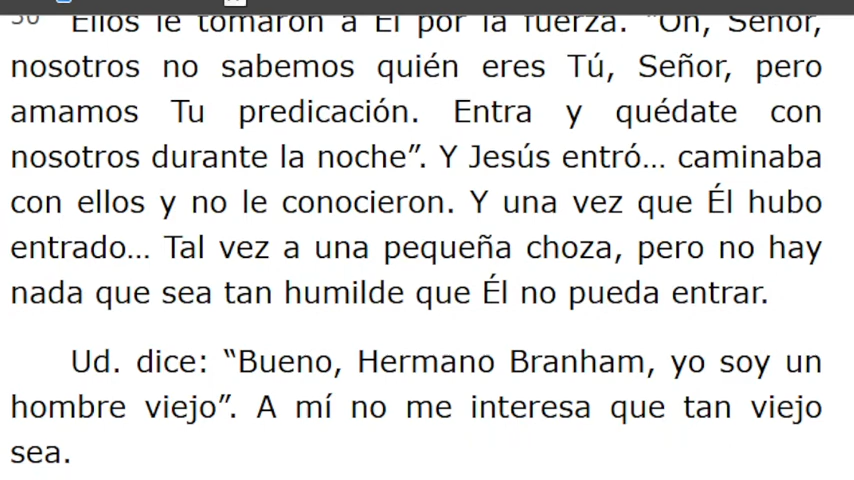 30 Ellos le tomaron a Él por la fuerza. “Oh, Señor,
nosotros no sabemos quién eres Tú, Señor, pero
amamos Tu predicación. Entra y quédate con
nosotros durante la noche”. Y Jesús entró… caminaba
con ellos y no le conocieron. Y una vez que Él hubo
entrado… Tal vez a una pequeña choza, pero no hay
nada que sea tan humilde que Él no pueda entrar.
Ud. dice: “Bueno, Hermano Branham, yo soy un
hombre viejo”. A mí no me interesa que tan viejo
sea.